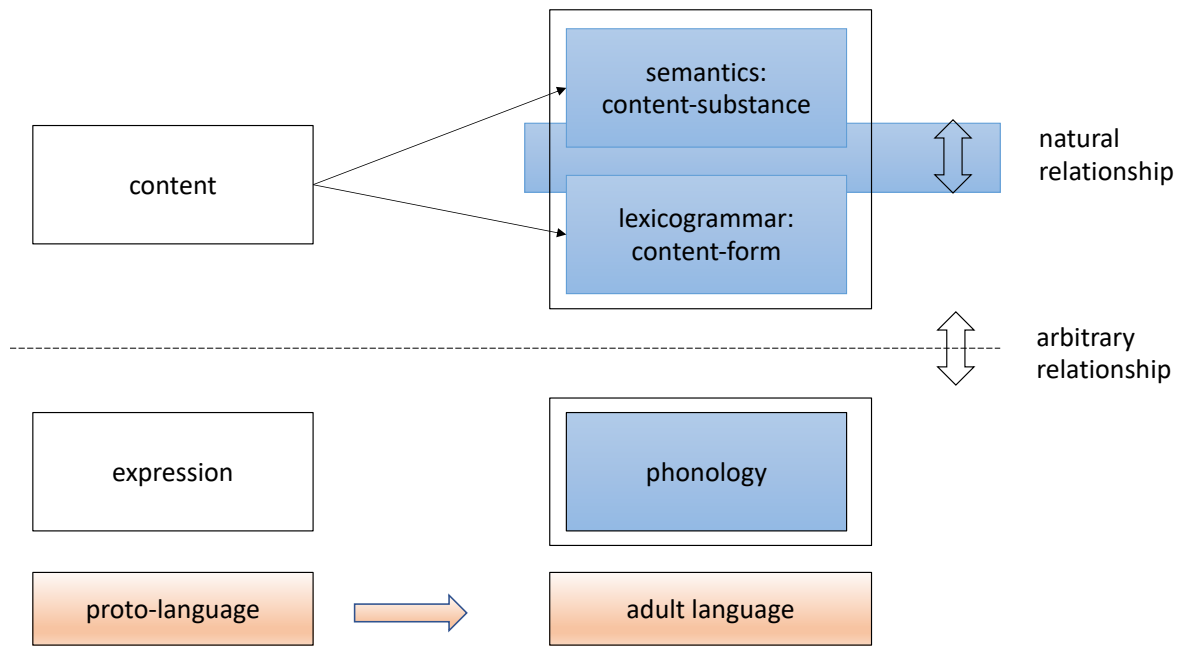 semantics:
content-substance
content
natural
relationship
lexicogrammar:
content-form
arbitrary
relationship
expression
phonology
proto-language
adult language